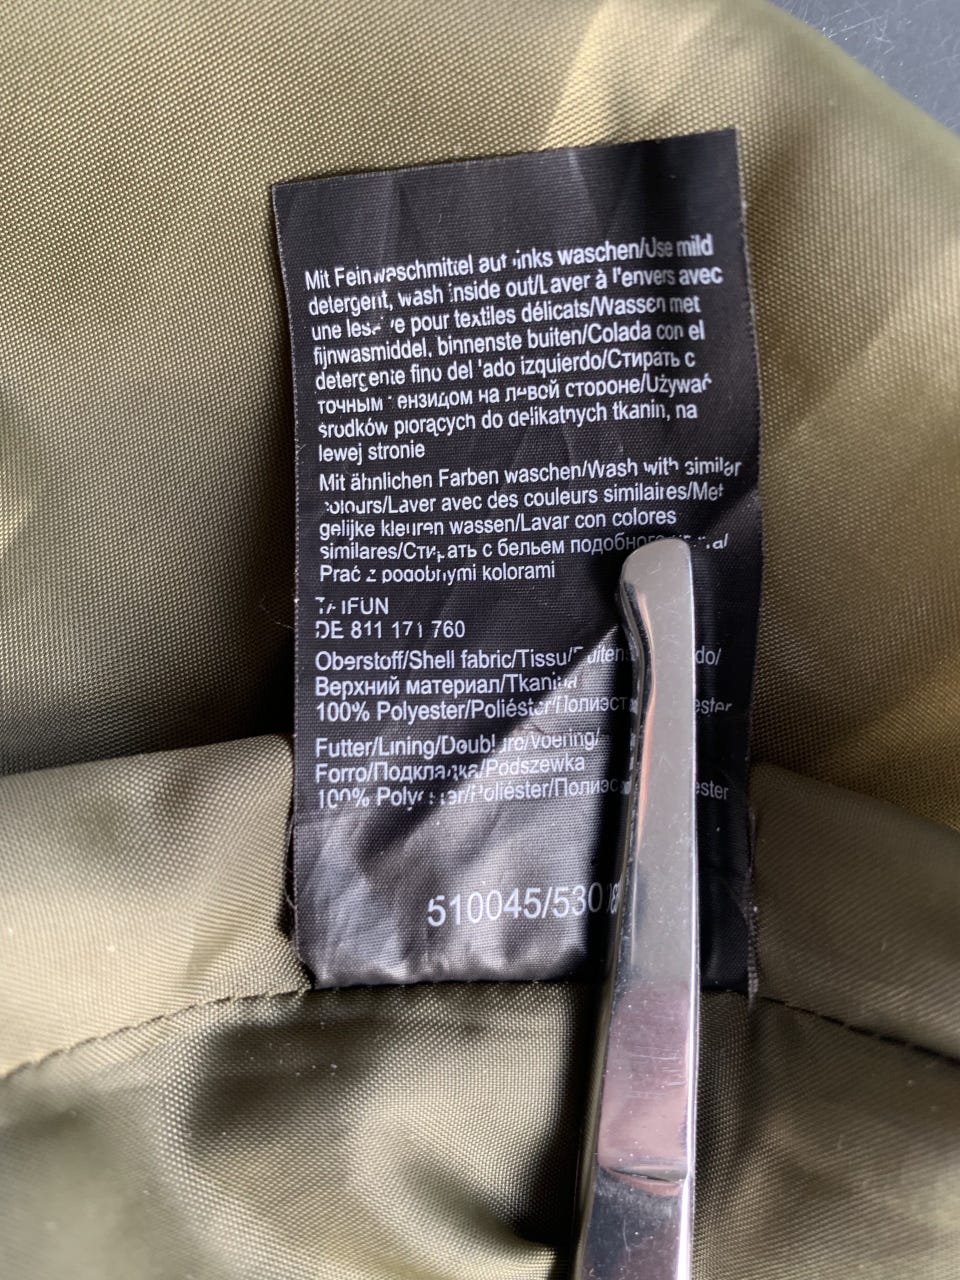 Mit Feinwaschmittel auf links waschen/Use mild
detergent, wash inside out/Laver à l'envers avec
une lessive pour textiles délicats/Wassen met
fijnwasmiddel, binnenste buiten/Colada con el
detergente fino del lado izquierdo/Стирать с
точным на левой стороне/Używać
środków piorących do delikatnych tkanin, na
lewej stronie
Mit ähnlichen Farben waschen/Wash with similar
colours/Laver avec des couleurs similaires/Met
gelijke kleuren wassen/Lavar con colores
similares/Стирать с бельем подобного
Prać z podobnymi kolorami
TAIFUN
DE 811 171 760
Oberstoff/Shell fabric/Tissu/
Верхний материал/Tkanina
100% Polyester/Poliéster/
Futter/Lining/Doublure/Voering/
Forro/Подкладка/Podszewka
100% Polyester/Poliéster/
510045/